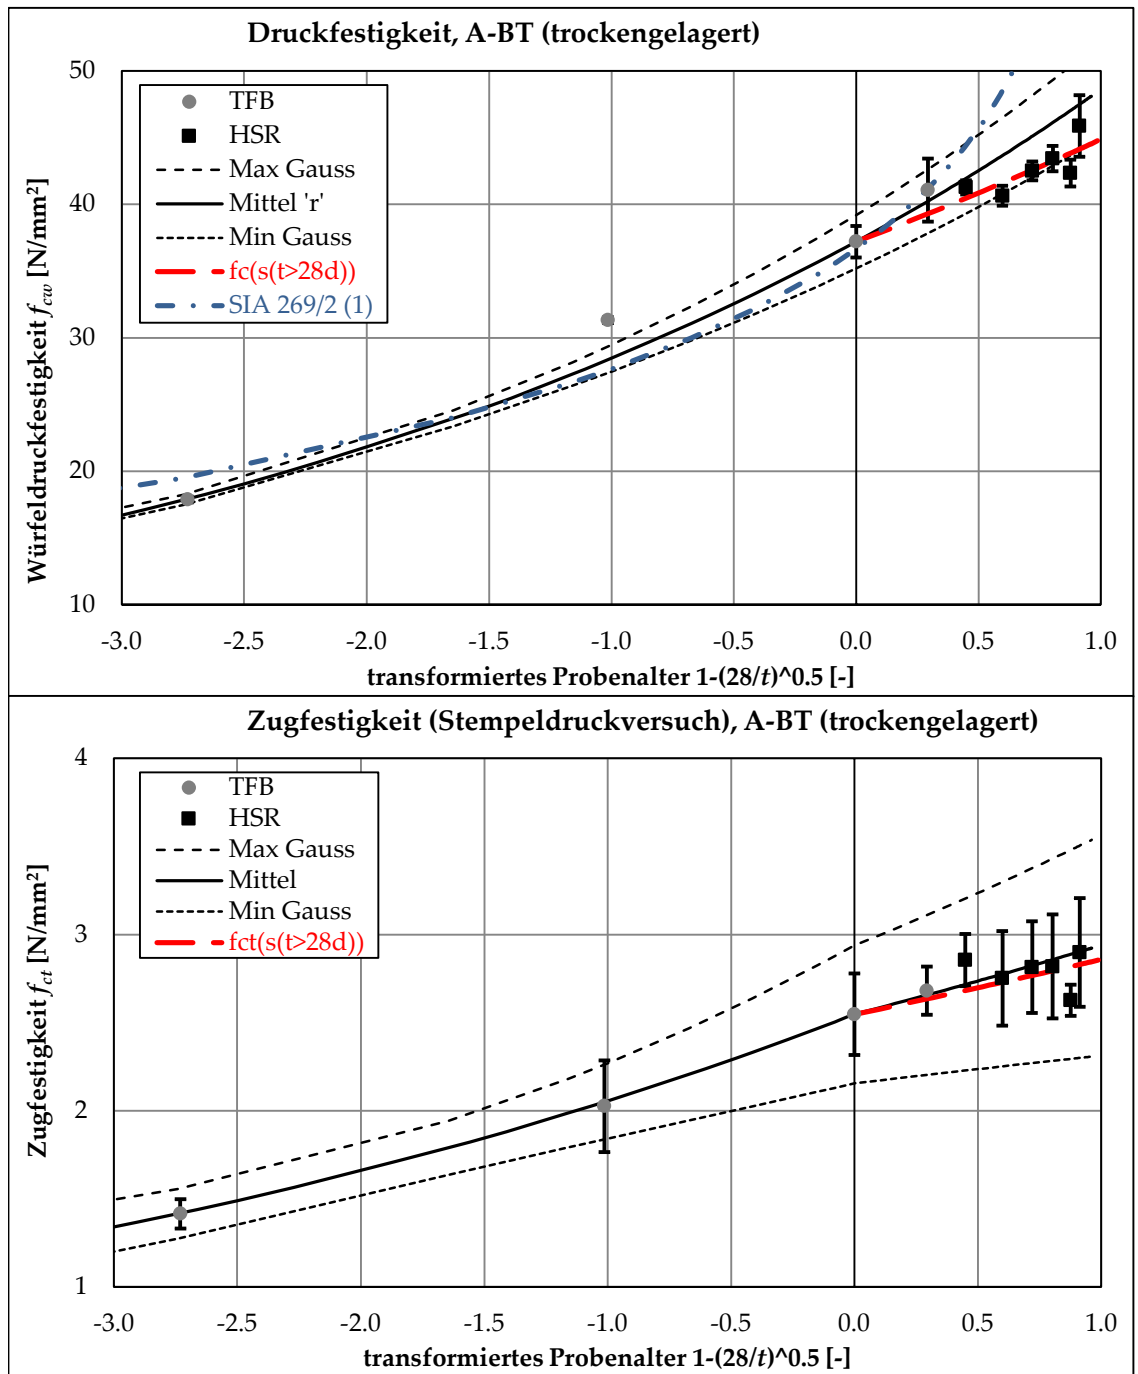 Druckfestigkeit, A-BT (trockengelagert)
50
40
30
20
10
Würfeldruckfestigkeit f_cw [N/mm²]
TFB
HSR
Max Gauss
Mittel 'r'
Min Gauss
fc(s(t>28d))
SIA 269/2 (1)
-3.0 -2.5 -2.0 -1.5 -1.0 -0.5 0.0 0.5 1.0
transformiertes Probenalter 1-(28/t)^0.5 [-]
Zugfestigkeit (Stempeldruckversuch), A-BT (trockengelagert)
4
3
2
1
Zugfestigkeit f_ct [N/mm²]
TFB
HSR
Max Gauss
Mittel
Min Gauss
fct(s(t>28d))
-3.0 -2.5 -2.0 -1.5 -1.0 -0.5 0.0 0.5 1.0
transformiertes Probenalter 1-(28/t)^0.5 [-]